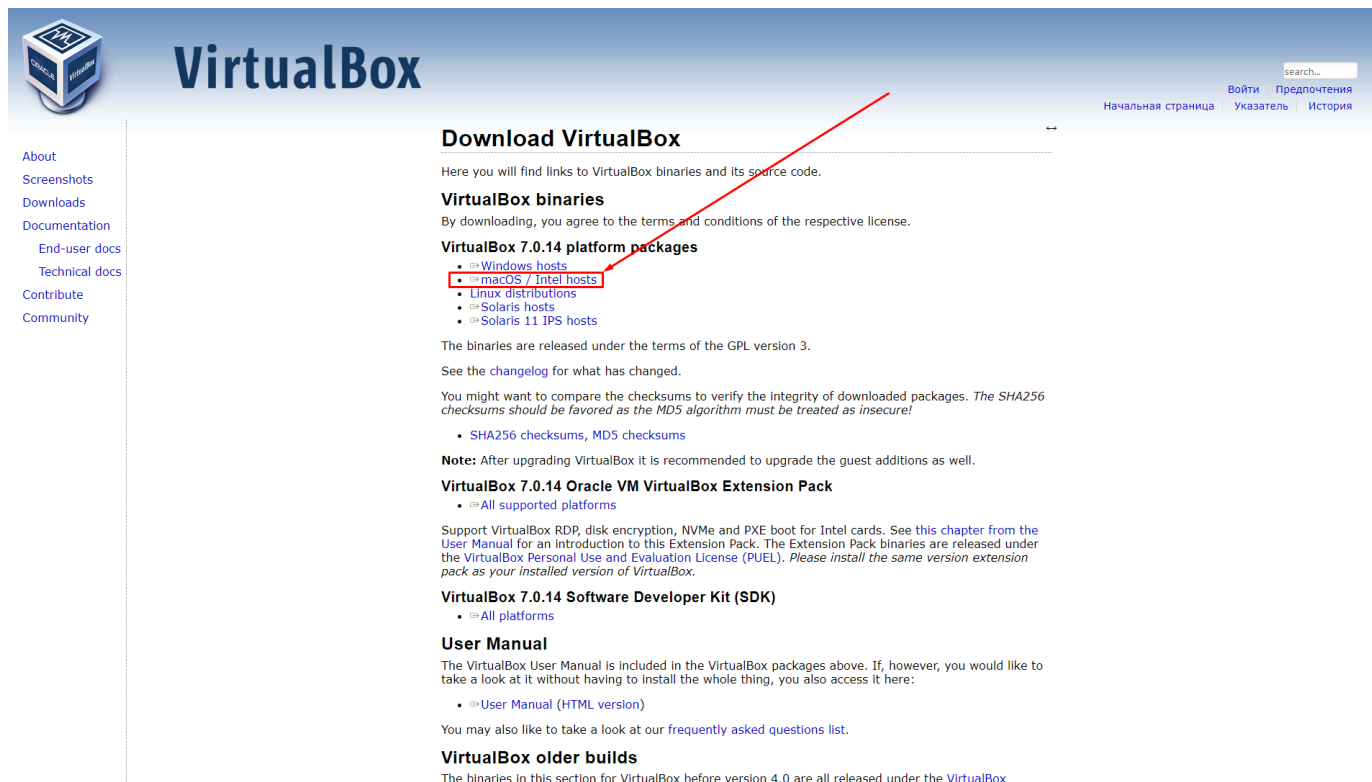 ORACLE
VirtualBox
VirtualBox
search...
Войти Предпочтения
Начальная страница Указатель История
About
Screenshots
Downloads
Documentation
End-user docs
Technical docs
Contribute
Community
Download VirtualBox
Here you will find links to VirtualBox binaries and its source code.
VirtualBox binaries
By downloading, you agree to the terms and conditions of the respective license.
VirtualBox 7.0.14 platform packages
Windows hosts
macOS / Intel hosts
Linux distributions
Solaris hosts
Solaris 11 IPS hosts
The binaries are released under the terms of the GPL version 3.
See the changelog for what has changed.
You might want to compare the checksums to verify the integrity of downloaded packages. The SHA256
checksums should be favored as the MD5 algorithm must be treated as insecure!
SHA256 checksums, MD5 checksums
Note: After upgrading VirtualBox it is recommended to upgrade the guest additions as well.
VirtualBox 7.0.14 Oracle VM VirtualBox Extension Pack
All supported platforms
Support VirtualBox RDP, disk encryption, NVMe and PXE boot for Intel cards. See this chapter from the
User Manual for an introduction to this Extension Pack. The Extension Pack binaries are released under
the VirtualBox Personal Use and Evaluation License (PUEL). Please install the same version extension
pack as your installed version of VirtualBox.
VirtualBox 7.0.14 Software Developer Kit (SDK)
All platforms
User Manual
The VirtualBox User Manual is included in the VirtualBox packages above. If, however, you would like to
take a look at it without having to install the whole thing, you also access it here:
User Manual (HTML version)
You may also like to take a look at our frequently asked questions list.
VirtualBox older builds
The binaries in this section for VirtualBox before version 4.0 are all released under the VirtualBox